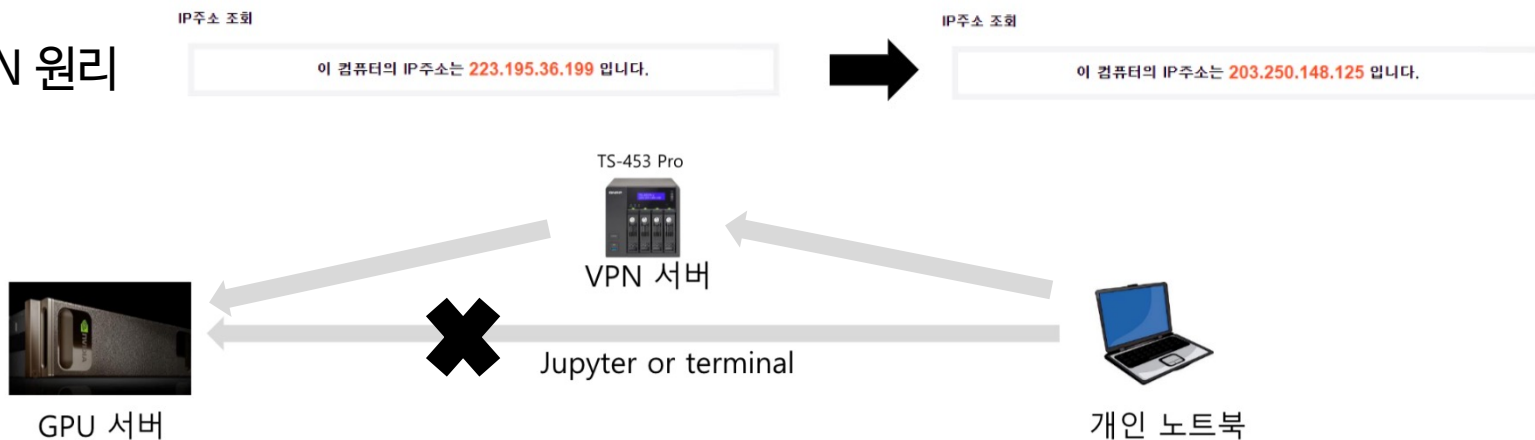 IP주소 조회
IP주소 조회
N 원리
이 컴퓨터의 IP주소는 223.195.36.199 입니다.
이 컴퓨터의 IP주소는 203.250.148.125 입니다.
TS-453 Pro
VPN 서버
Jupyter or terminal
GPU 서버
개인 노트북